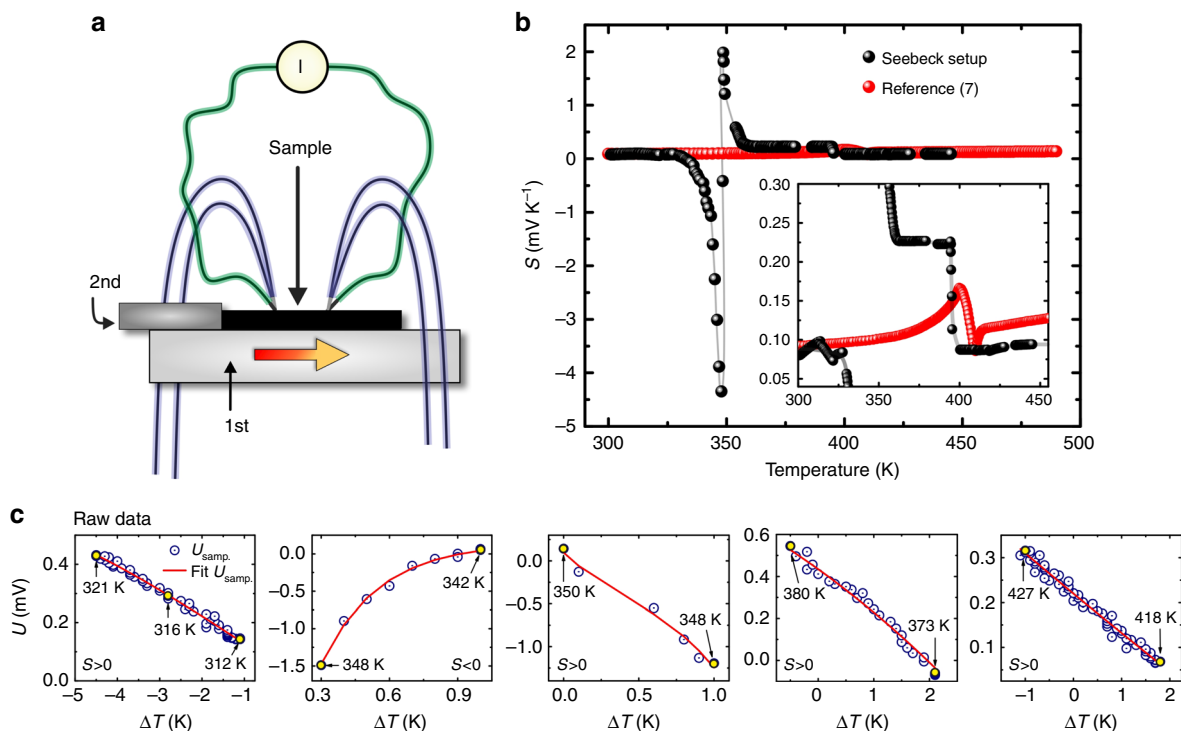 a
I
Sample
2nd
1st
b
Seebeck setup
Reference (7)
2
1
0
−1
−2
−3
−4
−5
S (mV K⁻¹)
300
350
400
450
500
Temperature (K)
0.30
0.25
0.20
0.15
0.10
0.05
300
350
400
450
c
Raw data
U (mV)
0.4
0.2
0.0
U_samp.
Fit U_samp.
321 K
316 K
312 K
S>0
−5 −4 −3 −2 −1
ΔT (K)
0.0
−0.5
−1.0
−1.5
342 K
348 K
S<0
0.3 0.6 0.9
ΔT (K)
0.0
−0.5
−1.0
350 K
348 K
S>0
0.0 0.5 1.0
ΔT (K)
0.6
0.4
0.2
0.0
380 K
373 K
S>0
0 1 2
ΔT (K)
0.3
0.2
0.1
0.0
427 K
418 K
S>0
−1 0 1 2
ΔT (K)